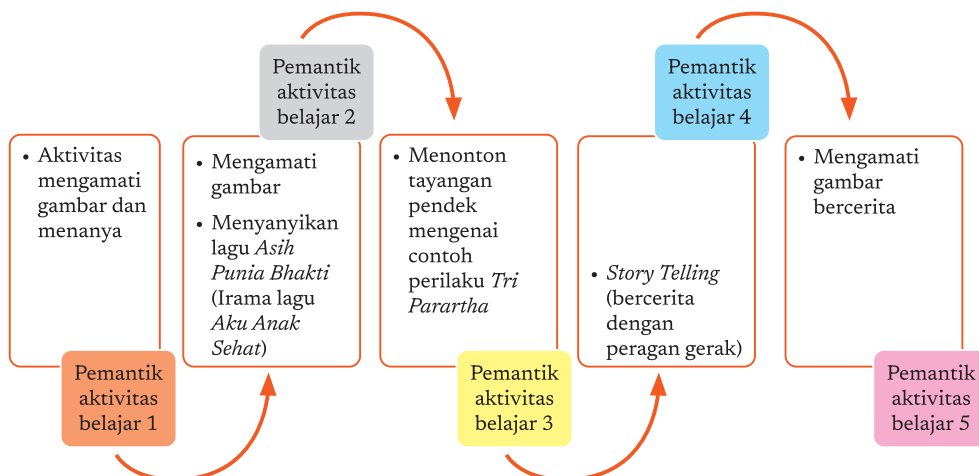 • Aktivitas
mengamati
gambar dan
menanya
Pemantik
aktivitas
belajar 1
Pemantik
aktivitas
belajar 2
• Mengamati
gambar
• Menyanyikan
lagu Asih
Punia Bhakti
(Irama lagu
Aku Anak
Sehat)
• Menonton
tayangan
pendek
mengenai
contoh
perilaku Tri
Parartha
Pemantik
aktivitas
belajar 3
Pemantik
aktivitas
belajar 4
• Story Telling
(bercerita
dengan
peragan gerak)
• Mengamati
gambar
bercerita
Pemantik
aktivitas
belajar 5